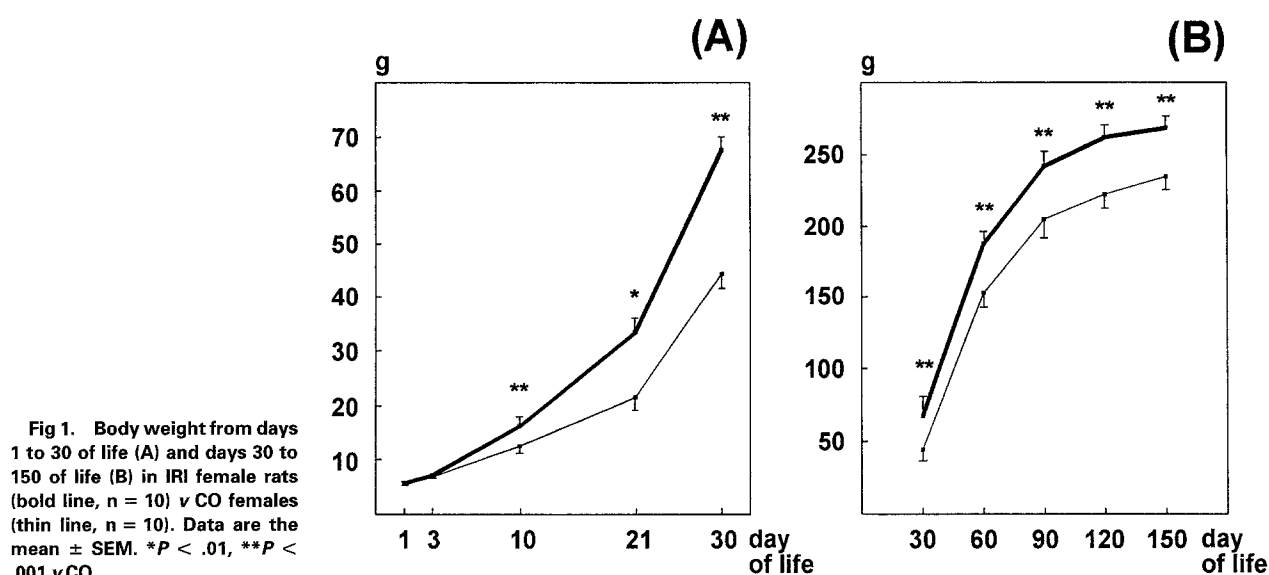 (A)
g
70
60
50
40
30
20
10
**
*
**
1 3 10 21 30 day
of life
(B)
g
250
200
150
100
50
**
**
**
**
**
30 60 90 120 150 day
of life
Fig 1. Body weight from days
1 to 30 of life (A) and days 30 to
150 of life (B) in IRI female rats
(bold line, n = 10) v CO females
(thin line, n = 10). Data are the
mean ± SEM. *P < .01, **P <
.001 v CO.